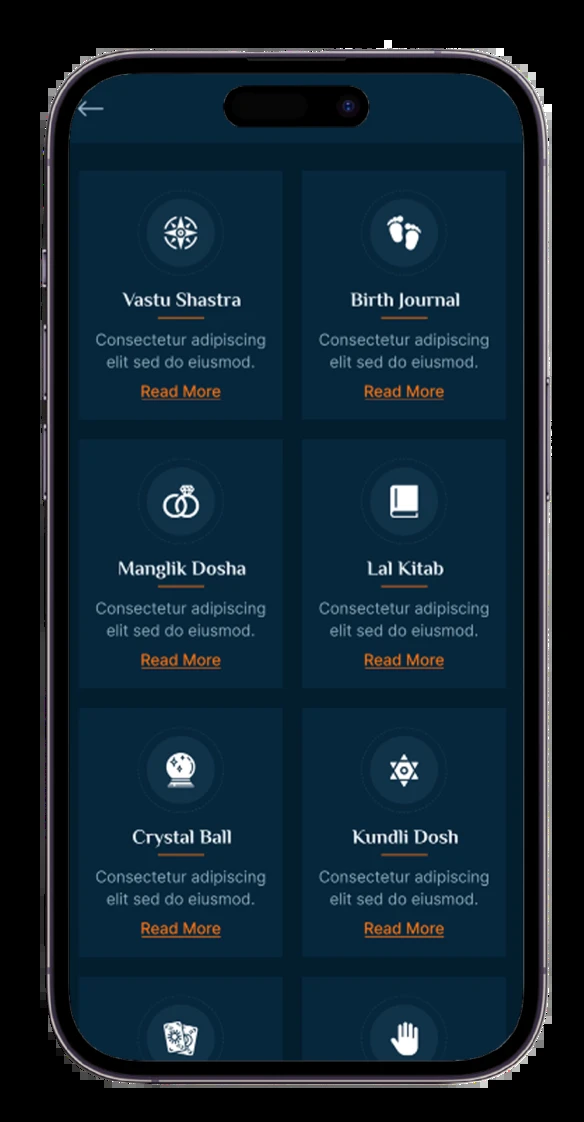 Vastu Shastra
Consectetur adipiscing
elit sed do eiusmod.
Read More
Birth Journal
Consectetur adipiscing
elit sed do eiusmod.
Read More
Manglik Dosha
Consectetur adipiscing
elit sed do eiusmod.
Read More
Lal Kitab
Consectetur adipiscing
elit sed do eiusmod.
Read More
Crystal Ball
Consectetur adipiscing
elit sed do eiusmod.
Read More
Kundli Dosh
Consectetur adipiscing
elit sed do eiusmod.
Read More